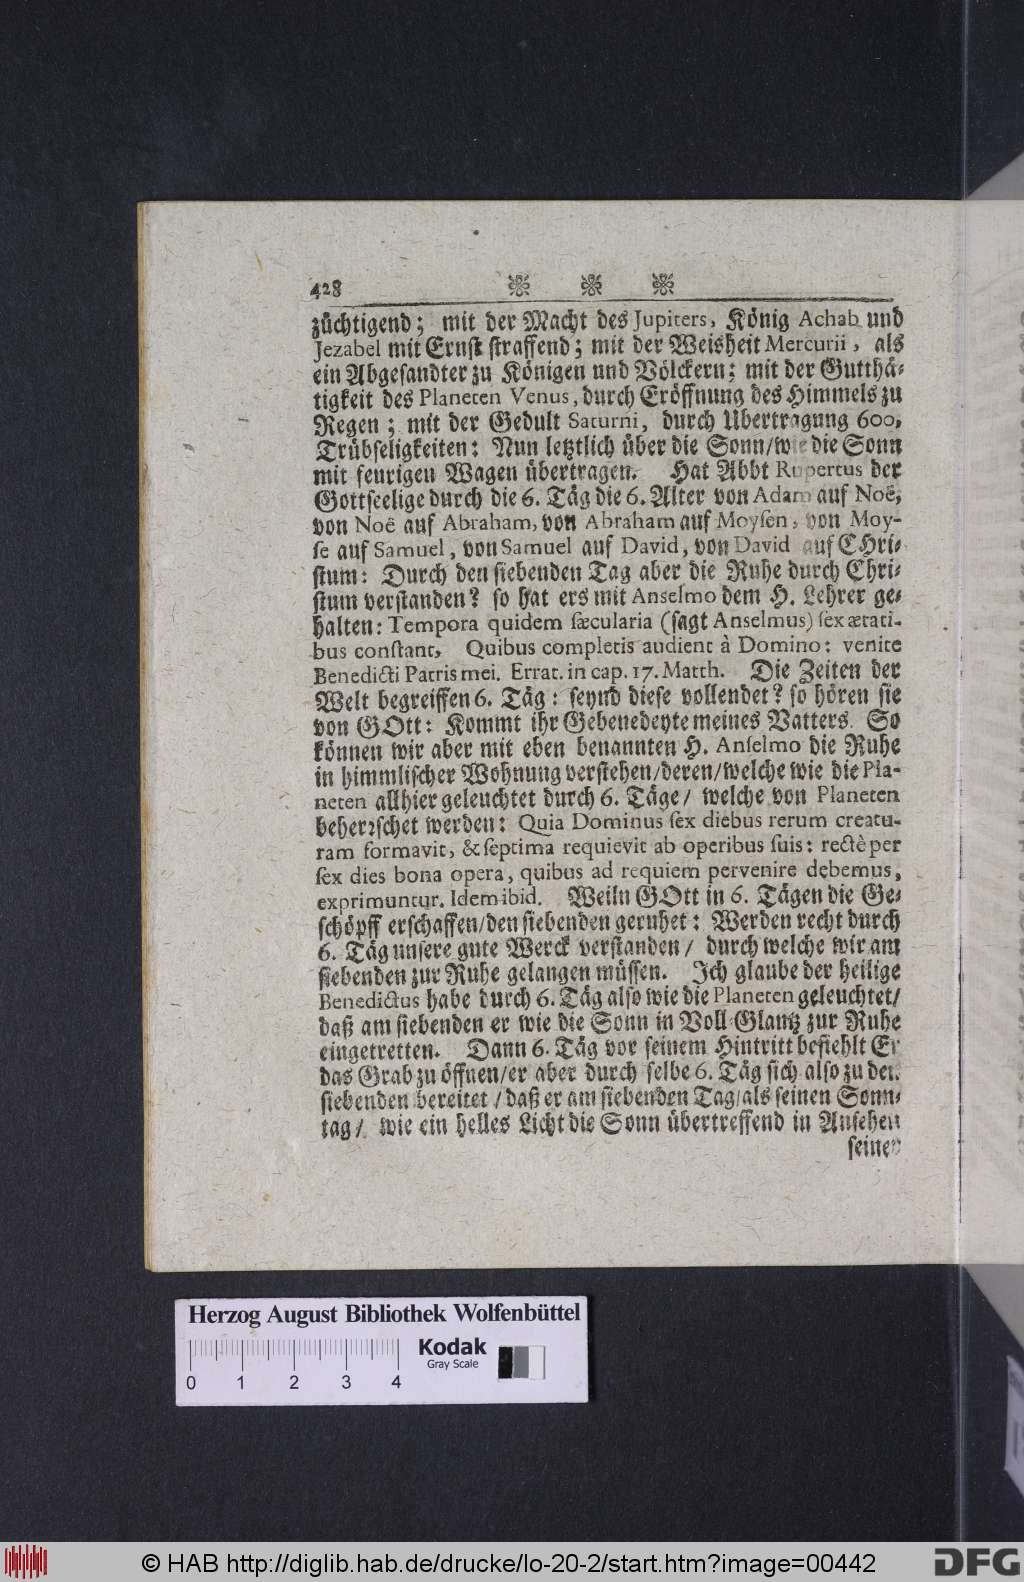 428
züchtigend; mit der Macht des Jupiters, König Achab und
Jezabel mit Ernst straffend; mit der Weisheit Mercurii, als
ein Abgesandter zu Königen und Völckern; mit der Gutthä-
tigkeit des Planeten Venus, durch Eröffnung des Himmels zu
Regen; mit der Gedult Saturni, durch Ubertragung 600.
Trübseligkeiten: Nun letztlich über die Sonn/wie die Sonn
mit feurigen Wagen übertragen. Hat Abbt Rupertus der
Gottseelige durch die 6. Täg die 6. Alter von Adam auf Noë,
von Noë auf Abraham, von Abraham auf Moysen, von Moy-
se auf Samuel, von Samuel auf David, von David auf CHri-
stum: Durch den siebenden Tag aber die Ruhe durch Chri-
stum verstanden? so hat ers mit Anselmo dem H. Lehrer ge-
halten: Tempora quidem sæcularia (sagt Anselmus) sex ætati-
bus constant, Quibus completis audient à Domino: venite
Benedicti Patris mei. Errat. in cap. 17. Matth. Die Zeiten der
Welt begreiffen 6. Täg: seynd diese vollendet? so hören sie
von GOtt: Kommt ihr Gebenedeyte meines Vatters. So
können wir aber mit eben benannten H. Anselmo die Ruhe
in himmlischer Wohnung verstehen/deren/welche wie die Pla-
neten allhier geleuchtet durch 6. Täge/ welche von Planeten
beherrschet werden: Quia Dominus sex diebus rerum creatu-
ram formavit, & septima requievit ab operibus suis: rectè per
sex dies bona opera, quibus ad requiem pervenire debemus,
exprimuntur. Idem ibid. Weiln GOtt in 6. Tägen die Ge-
schöpff erschaffen/den siebenden geruhet: Werden recht durch
6. Täg unsere gute Werck verstanden/ durch welche wir am
siebenden zur Ruhe gelangen müssen. Ich glaube der heilige
Benedictus habe durch 6. Täg also wie die Planeten geleuchtet/
daß am siebenden er wie die Sonn in Voll-Glantz zur Ruhe
eingetretten. Dann 6. Täg vor seinem Hintritt befiehlt Er
das Grab zu öffnen/er aber durch selbe 6. Täg sich also zu den
siebenden bereitet/daß er am siebenden Tag/als seinen Sonn-
tag/ wie ein helles Licht die Sonn übertreffend in Ansehen
seiner
Herzog August Bibliothek Wolfenbüttel
Kodak
Gray Scale
0 1 2 3 4
© HAB http://diglib.hab.de/drucke/lo-20-2/start.htm?image=00442
DFG